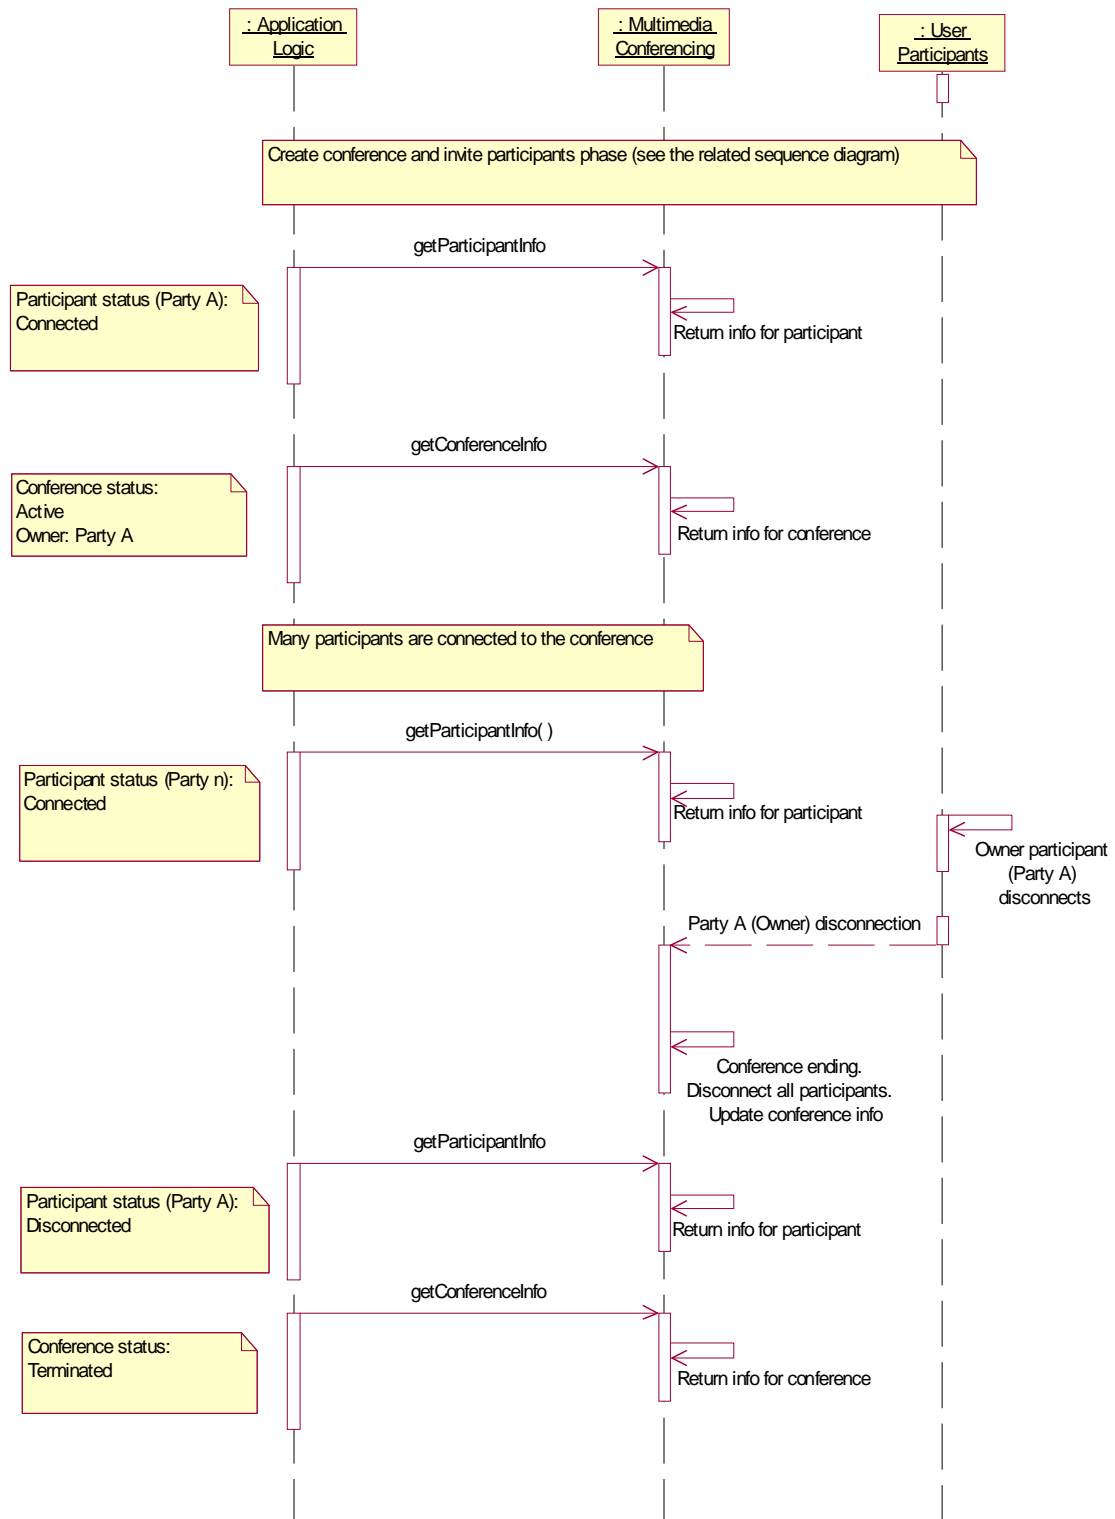 : Application
Logic
: Multimedia
Conferencing
: User
Participants
Create conference and invite participants phase (see the related sequence diagram)
getParticipantInfo
Participant status (Party A):
Connected
Return info for participant
getConferenceInfo
Conference status:
Active
Owner: Party A
Return info for conference
Many participants are connected to the conference
getParticipantInfo( )
Participant status (Party n):
Connected
Return info for participant
Owner participant
(Party A)
disconnects
Party A (Owner) disconnection
Conference ending.
Disconnect all participants.
Update conference info
getParticipantInfo
Participant status (Party A):
Disconnected
Return info for participant
getConferenceInfo
Conference status:
Terminated
Return info for conference